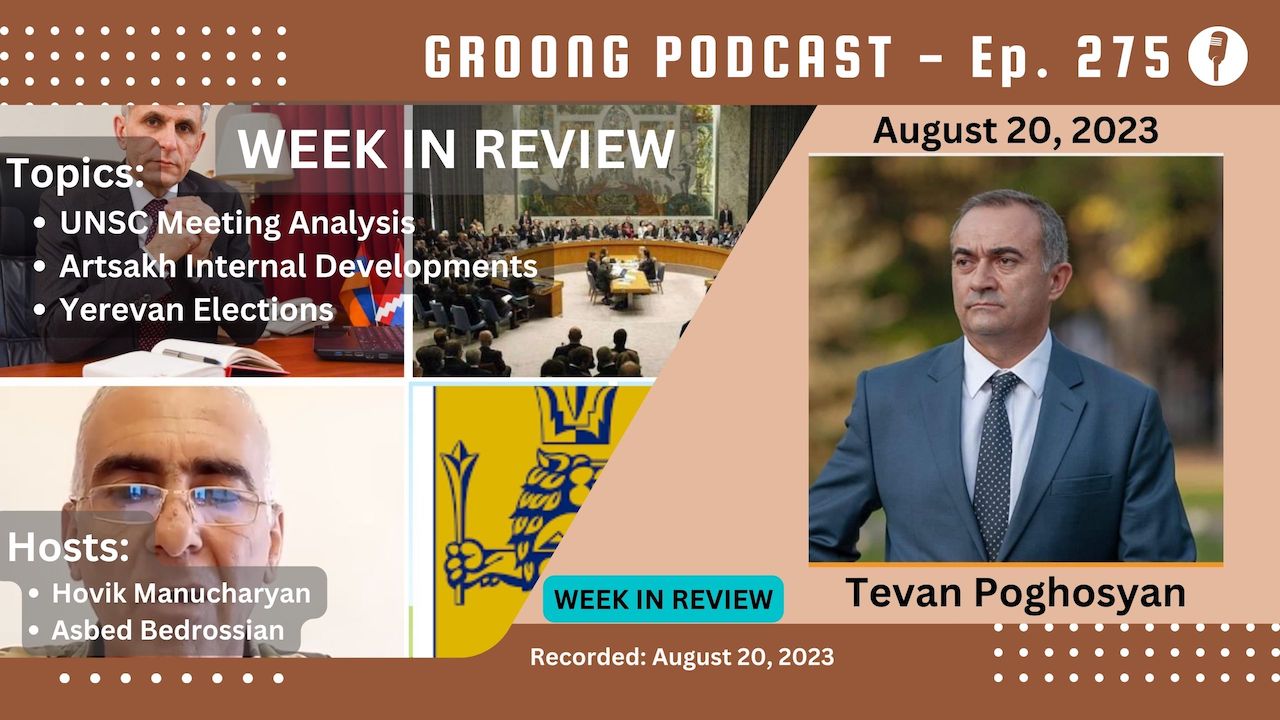 GROONG PODCAST - Ep. 275
WEEK IN REVIEW
Topics:
• UNSC Meeting Analysis
• Artsakh Internal Developments
• Yerevan Elections
Hosts:
• Hovik Manucharyan
• Asbed Bedrossian
August 20, 2023
Tevan Poghosyan
WEEK IN REVIEW
Recorded: August 20, 2023